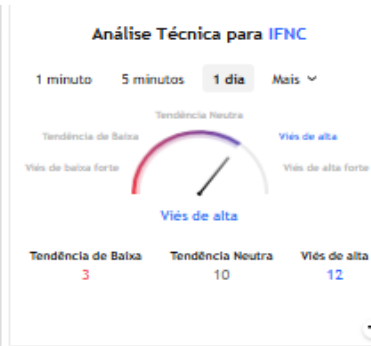 Análise Técnica para IFNC
1 minuto 5 minutos 1 dia Mais
Tendência Neutra
Tendência de Baixa Viés de alta
Viés de baixa forte Viés de alta forte
Viés de alta
Tendência de Baixa Tendência Neutra Viés de alta
3 10 12